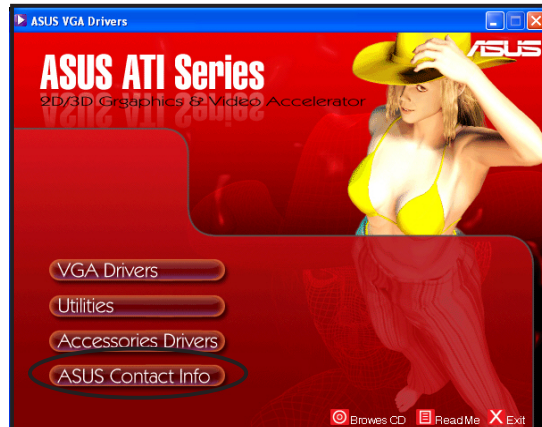 ASUS VGA Drivers
ASUS
ASUS ATI Series
2D/3D Grgaphics & Video Accelerator
VGA Drivers
Utilities
Accessories Drivers
ASUS Contact Info
Browes CD ReadMe Exit